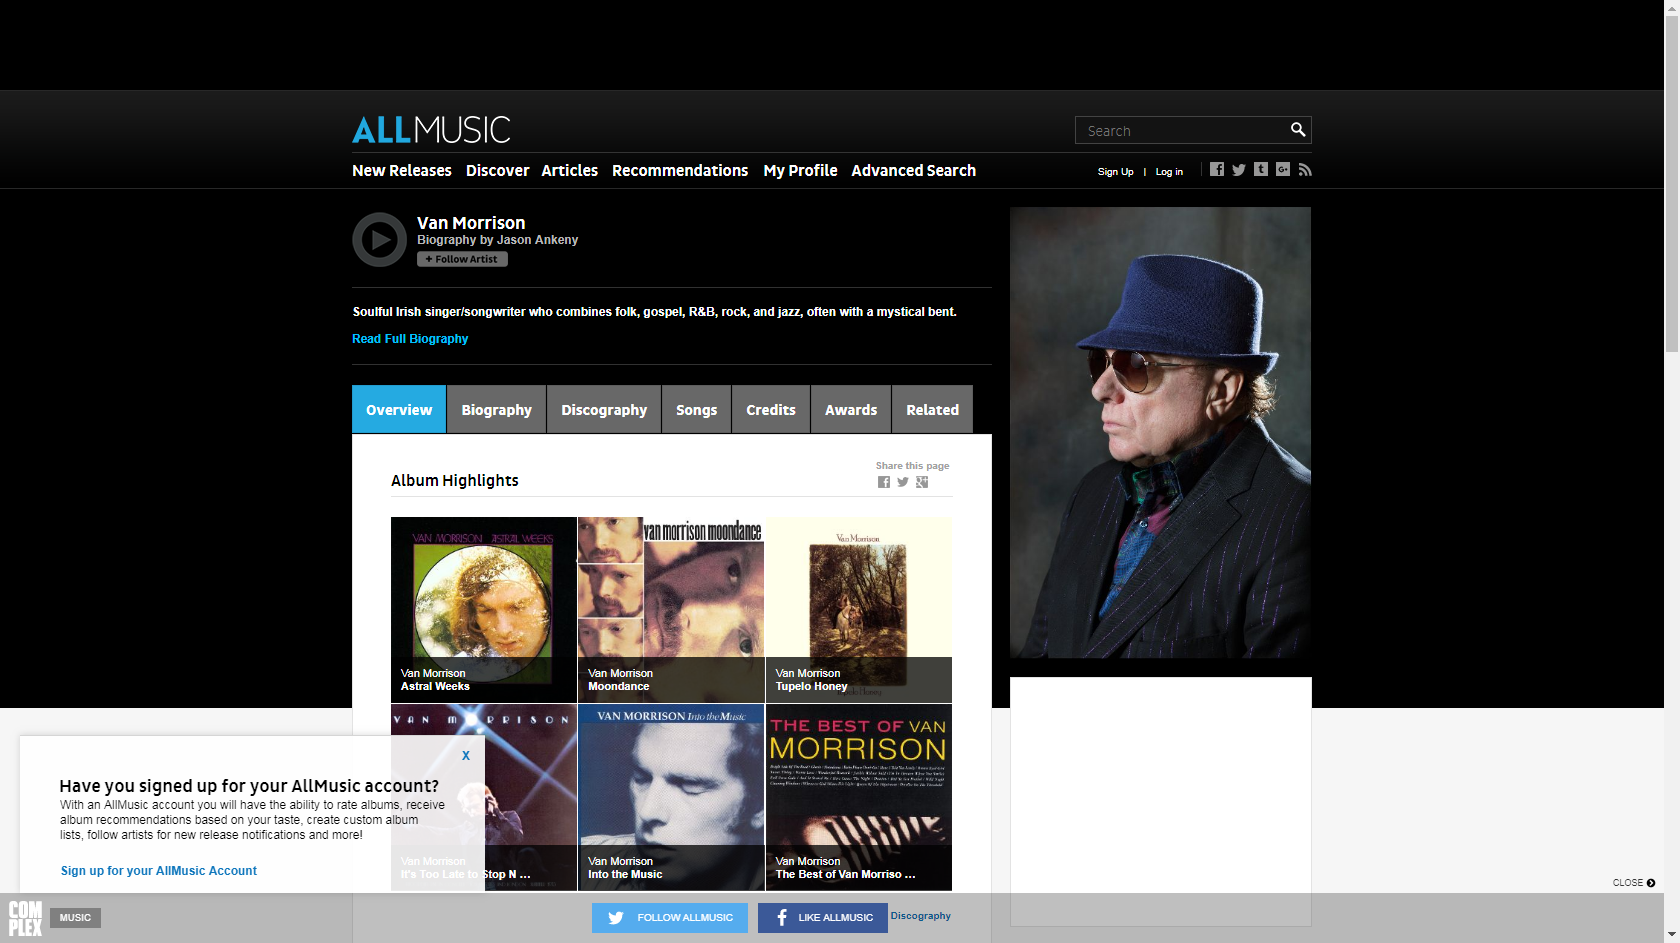 ALLMUSIC
Search
New Releases Discover Articles Recommendations My Profile Advanced Search
Sign Up | Log in
Van Morrison
Biography by Jason Ankeny
+ Follow Artist
Soulful Irish singer/songwriter who combines folk, gospel, R&B, rock, and jazz, often with a mystical bent.
Read Full Biography
Overview Biography Discography Songs Credits Awards Related
Share this page
Album Highlights
VAN MORRISON ASTRAL WEEKS
van morrison moondance
Van Morrison
Tupelo Honey
Van Morrison
Astral Weeks
Van Morrison
Moondance
Van Morrison
Tupelo Honey
VAN MORRISON
VAN MORRISON Into the Music
THE BEST OF VAN
MORRISON
Van Morrison
It's Too Late to Stop N ...
Van Morrison
Into the Music
Van Morrison
The Best of Van Morriso ...
X
Have you signed up for your AllMusic account?
With an AllMusic account you will have the ability to rate albums, receive
album recommendations based on your taste, create custom album
lists, follow artists for new release notifications and more!
Sign up for your AllMusic Account
CLOSE
COM
PLEX
MUSIC
FOLLOW ALLMUSIC
LIKE ALLMUSIC
Discography